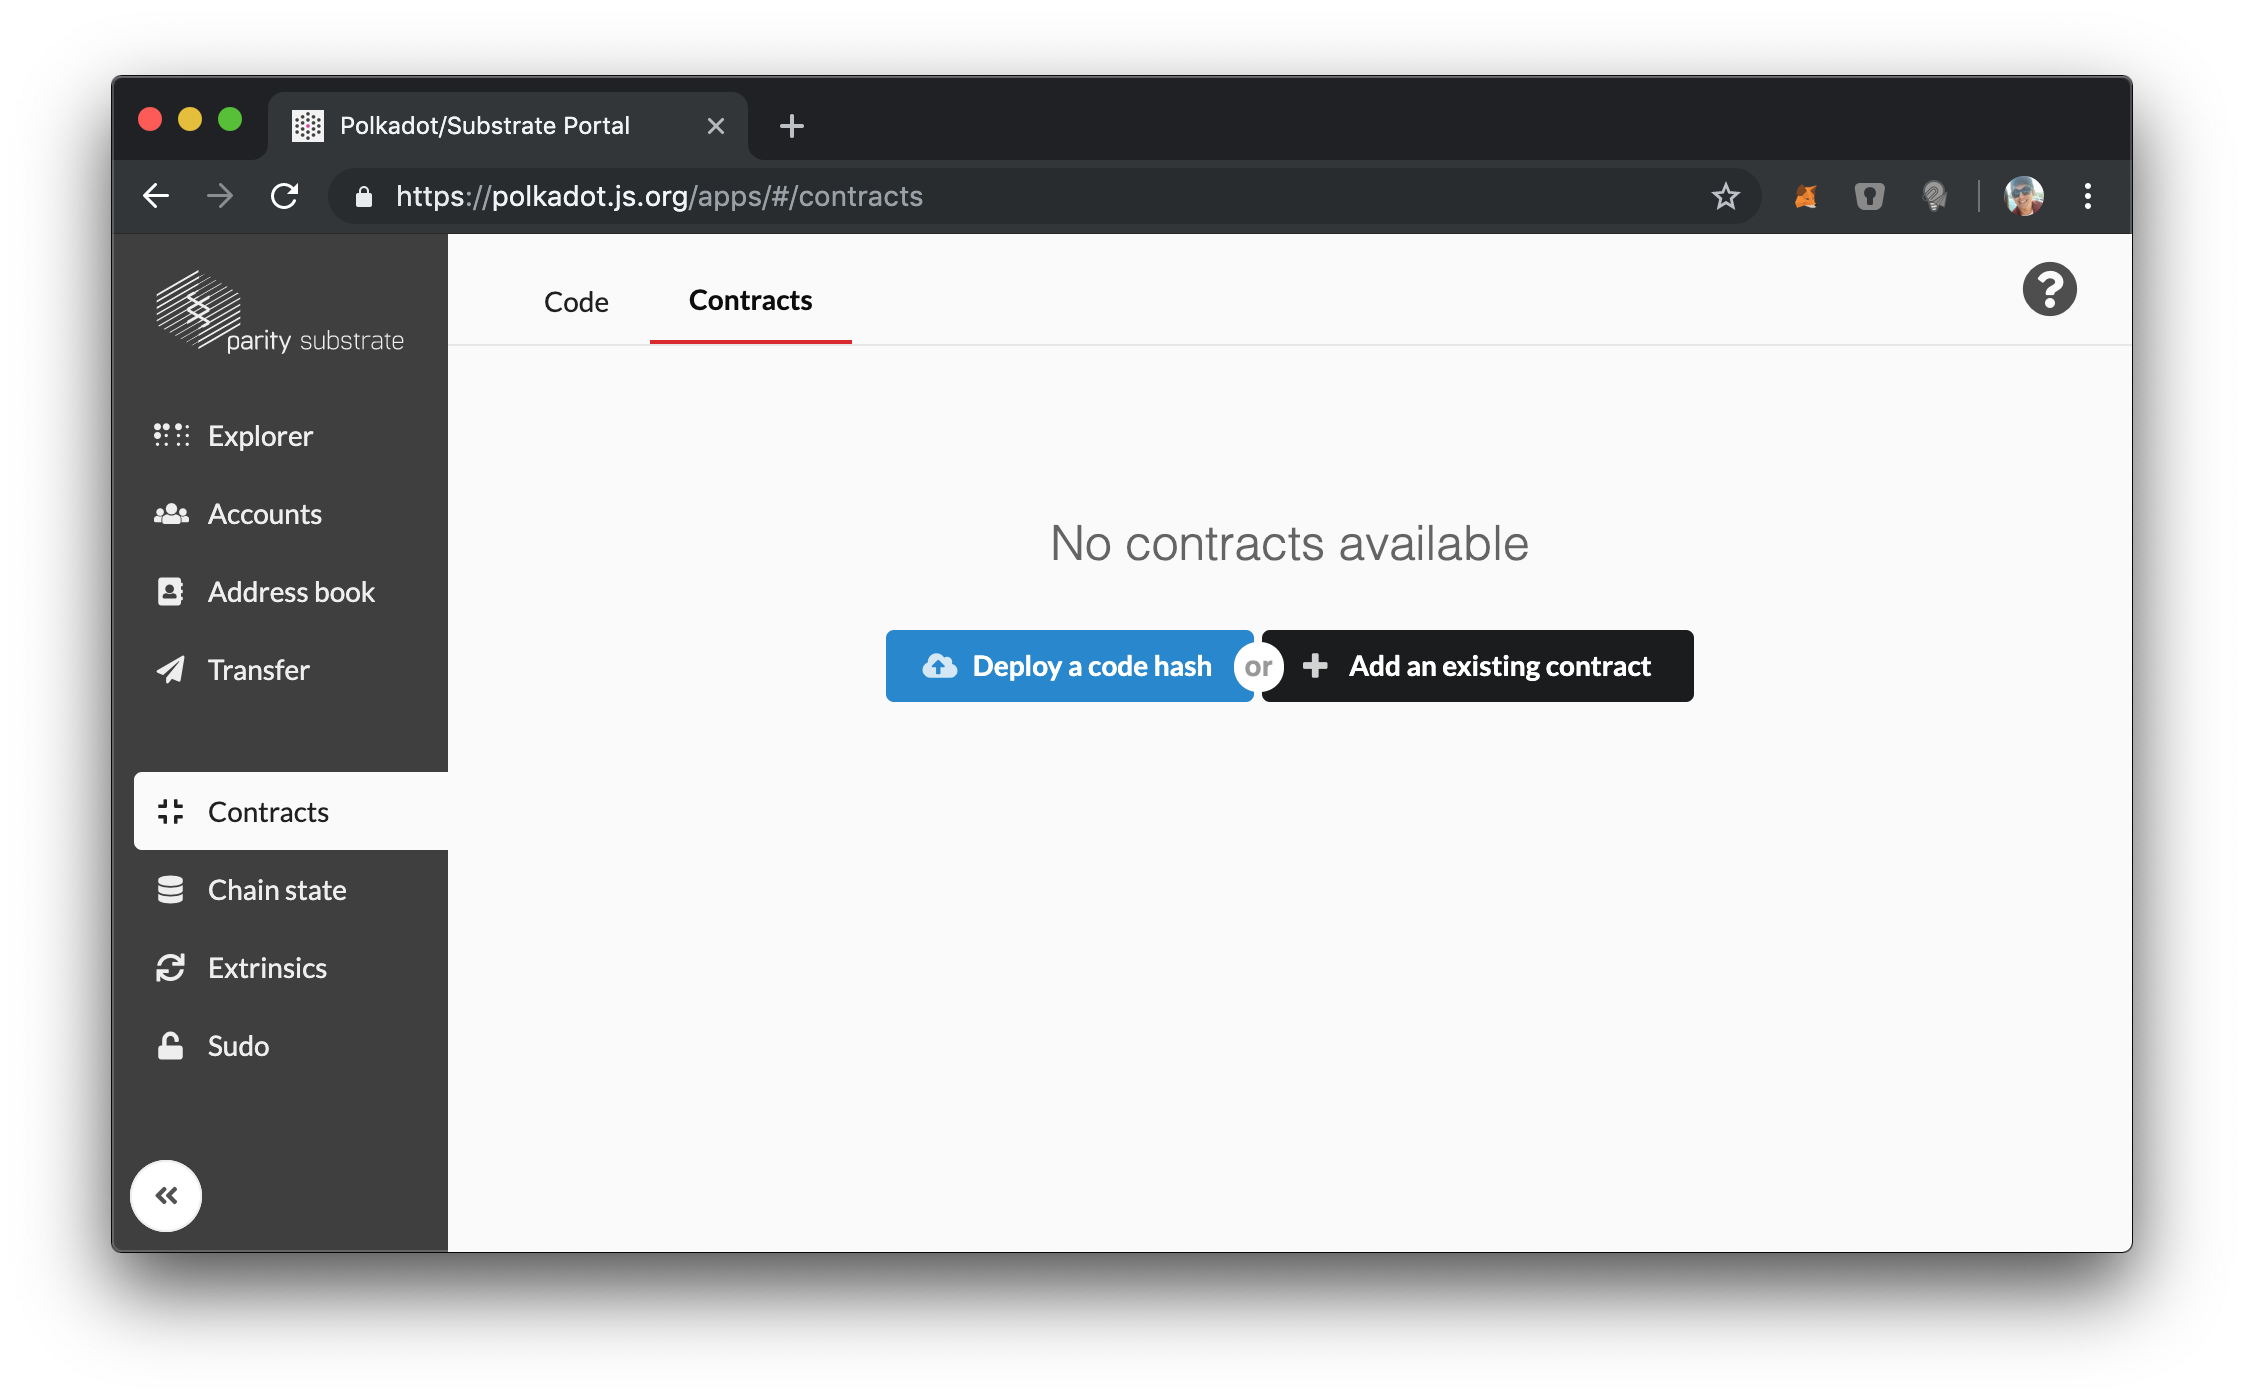 Polkadot/Substrate Portal
https://polkadot.js.org/apps/#/contracts
parity substrate
Explorer
Accounts
Address book
Transfer
Contracts
Chain state
Extrinsics
Sudo
Code
Contracts
No contracts available
Deploy a code hash
or
Add an existing contract